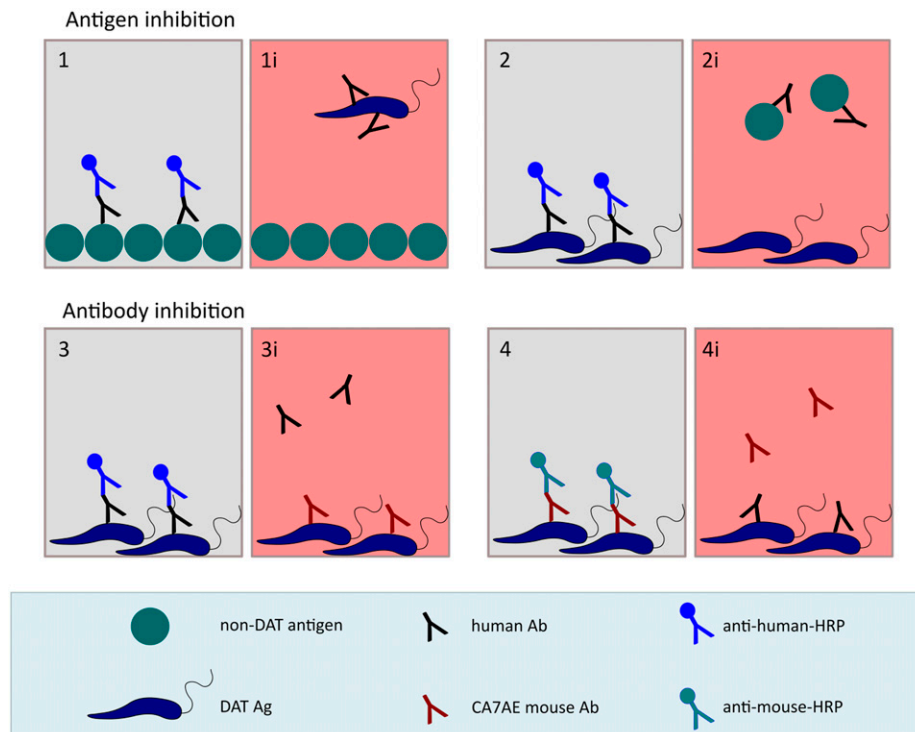 Antigen inhibition
1
1i
2
2i
Antibody inhibition
3
3i
4
4i
non-DAT antigen
human Ab
anti-human-HRP
DAT Ag
CA7AE mouse Ab
anti-mouse-HRP